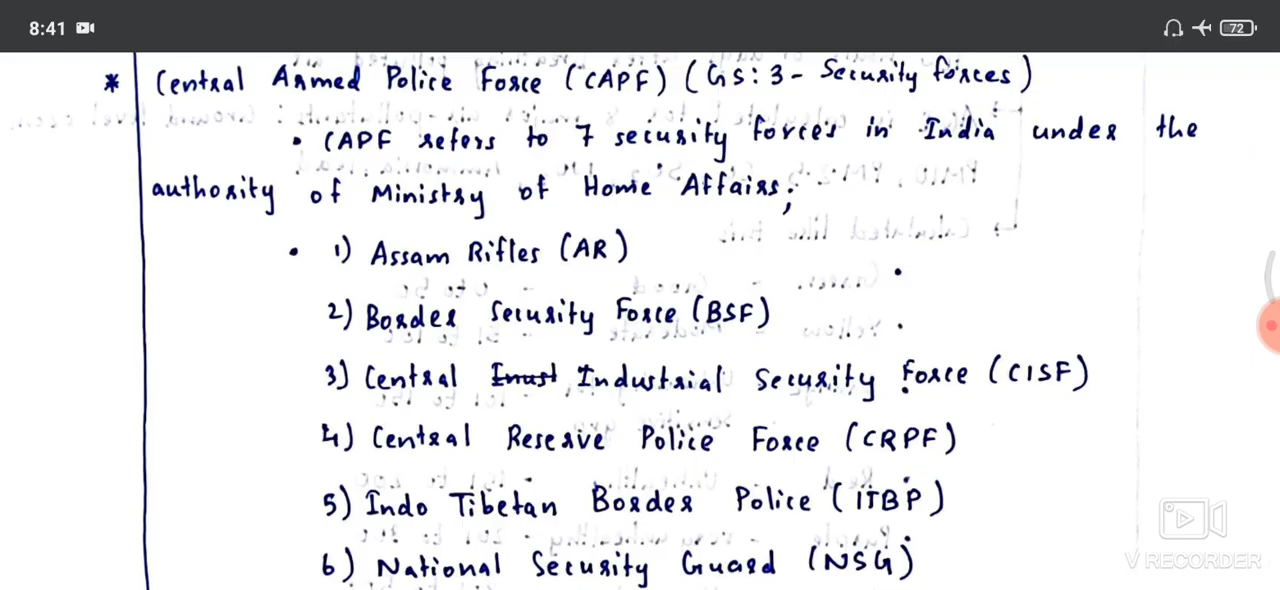 8:41
72
* Central Armed Police Force (CAPF) (GS:3 - Security forces)
• CAPF refers to 7 security forces in India under the
authority of Ministry of Home Affairs;
• 1) Assam Rifles (AR)
2) Border Security Force (BSF)
3) Central Industrial Security Force (CISF)
4) Central Reserve Police Force (CRPF)
5) Indo Tibetan Border Police (ITBP)
6) National Security Guard (NSG)
V RECORDER